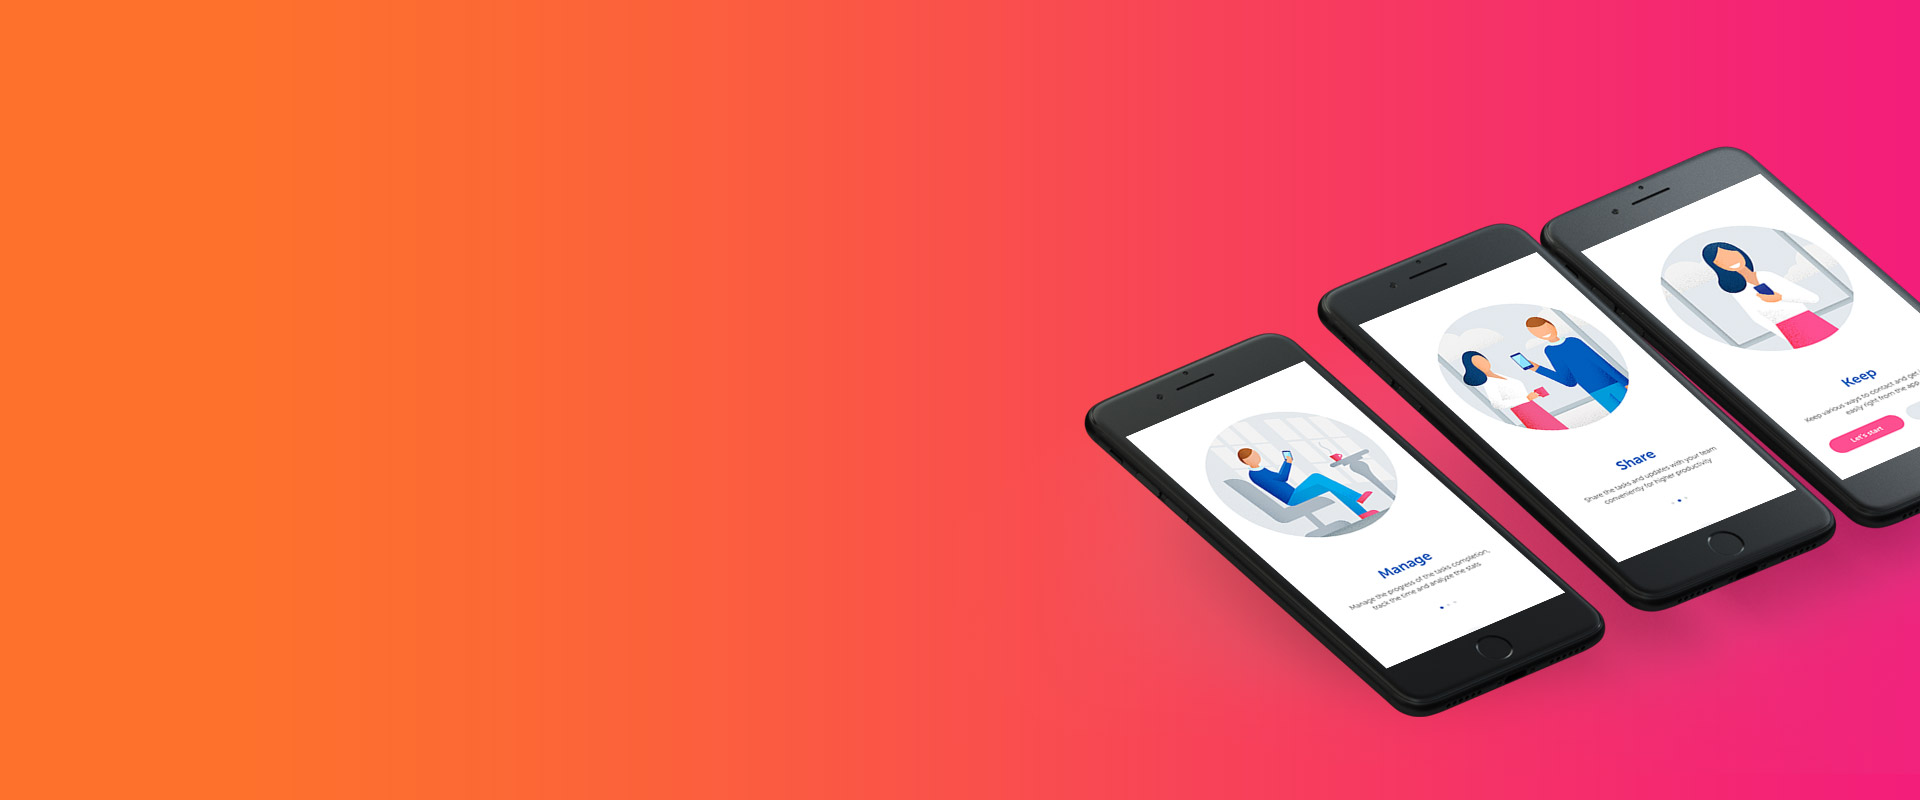 Manage
Manage the progress of the tasks completion,
track the time and analyze the stats
Share
Share the tasks and updates with your team
conveniently for higher productivity
Keep
Keep various ways to contact and get
easily right from the app
Let's start